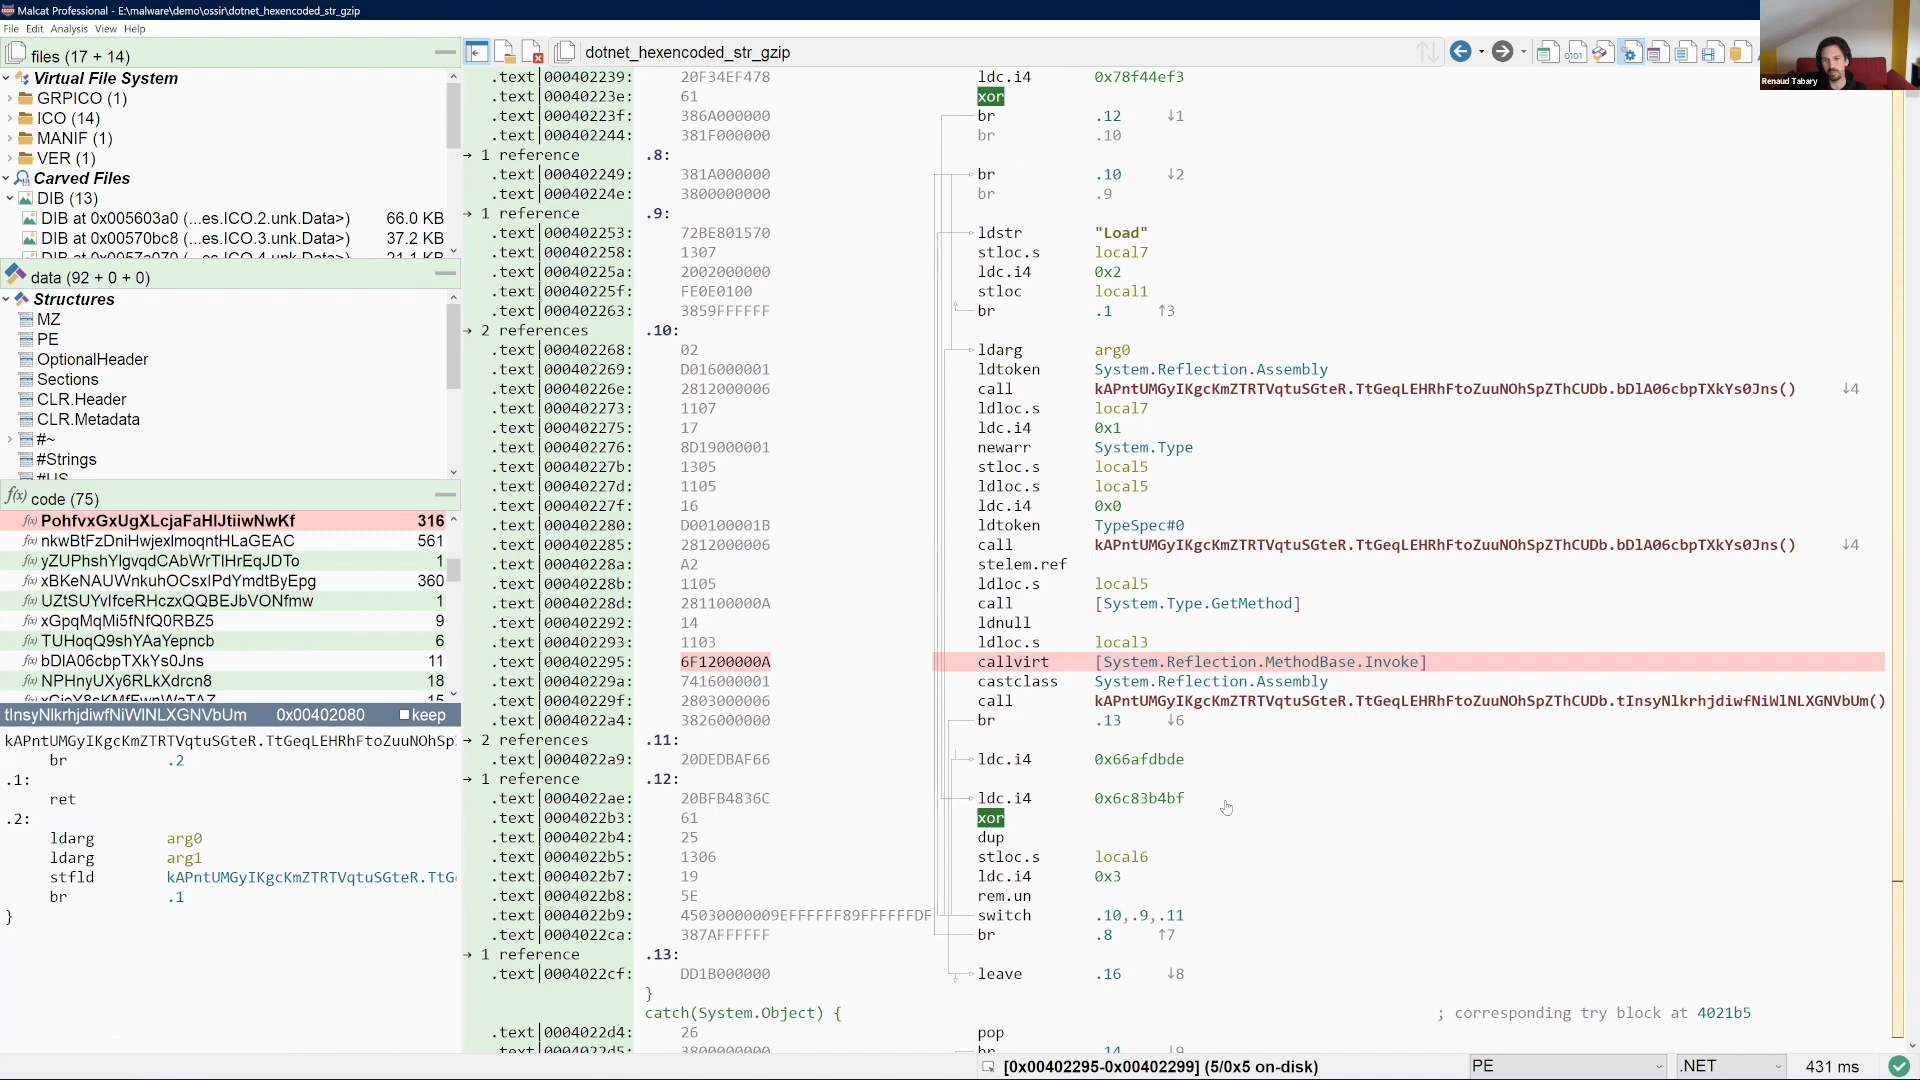 Malcat Professional - E:\malware\demo\ossir\dotnet_hexencoded_str_gzip
File Edit Analysis View Help
files (17 + 14)
Virtual File System
GRPICO (1)
ICO (14)
MANIF (1)
VER (1)
Carved Files
DIB (13)
DIB at 0x005603a0 (...es.ICO.2.unk.Data>) 66.0 KB
DIB at 0x00570bc8 (...es.ICO.3.unk.Data>) 37.2 KB
data (92 + 0 + 0)
Structures
MZ
PE
OptionalHeader
Sections
CLR.Header
CLR.Metadata
#~
#Strings
#US
code (75)
PohfvxGxUgXLcjaFaHIJtiiwNwKf 316
nkwBtFzDniHwjexlmoqntHLaGEAC 561
yZUPhshYlgvqdCAbWrTlHrEqJDTo 1
xBKeNAUWnkuhOCsxIPdYmdtByEpg 360
UZtSUYvlfceRHczxQQBEJbVONfmw 1
xGpqMqMi5fNfQ0RBZ5 9
TUHoqQ9shYAaYepncb 6
bDlA06cbpTXkYs0Jns 11
NPHnyUXy6RLkXdrcn8 18
tInsyNlkrhjdiwfNiWlNLXGNVbUm 0x00402080 keep
kAPntUMGyIKgcKmZTRTVqtuSGteR.TtGeqLEHRhFtoZuuNOhSp
br .2
.1:
ret
.2:
ldarg arg0
ldarg arg1
stfld kAPntUMGyIKgcKmZTRTVqtuSGteR.TtG
br .1
}
dotnet_hexencoded_str_gzip
.text|000402239: 20F34EF478 ldc.i4 0x78f44ef3
.text|00040223e: 61 xor
.text|00040223f: 386A000000 br .12 ↓1
.text|000402244: 381F000000 br .10
→ 1 reference .8:
.text|000402249: 381A000000 br .10 ↓2
.text|00040224e: 3800000000 br .9
→ 1 reference .9:
.text|000402253: 72BE801570 ldstr "Load"
.text|000402258: 1307 stloc.s local7
.text|00040225a: 2002000000 ldc.i4 0x2
.text|00040225f: FE0E0100 stloc local1
.text|000402263: 3859FFFFFF br .1 ↑3
→ 2 references .10:
.text|000402268: 02 ldarg arg0
.text|000402269: D016000001 ldtoken System.Reflection.Assembly
.text|00040226e: 2812000006 call kAPntUMGyIKgcKmZTRTVqtuSGteR.TtGeqLEHRhFtoZuuNOhSpZThCUDb.bDlA06cbpTXkYs0Jns() ↓4
.text|000402273: 1107 ldloc.s local7
.text|000402275: 17 ldc.i4 0x1
.text|000402276: 8D19000001 newarr System.Type
.text|00040227b: 1305 stloc.s local5
.text|00040227d: 1105 ldloc.s local5
.text|00040227f: 16 ldc.i4 0x0
.text|000402280: D00100001B ldtoken TypeSpec#0
.text|000402285: 2812000006 call kAPntUMGyIKgcKmZTRTVqtuSGteR.TtGeqLEHRhFtoZuuNOhSpZThCUDb.bDlA06cbpTXkYs0Jns() ↓4
.text|00040228a: A2 stelem.ref
.text|00040228b: 1105 ldloc.s local5
.text|00040228d: 281100000A call [System.Type.GetMethod]
.text|000402292: 14 ldnull
.text|000402293: 1103 ldloc.s local3
.text|000402295: 6F1200000A callvirt [System.Reflection.MethodBase.Invoke]
.text|00040229a: 7416000001 castclass System.Reflection.Assembly
.text|00040229f: 2803000006 call kAPntUMGyIKgcKmZTRTVqtuSGteR.TtGeqLEHRhFtoZuuNOhSpZThCUDb.tInsyNlkrhjdiwfNiWlNLXGNVbUm()
.text|0004022a4: 3826000000 br .13 ↓6
→ 2 references .11:
.text|0004022a9: 20DEDBAF66 ldc.i4 0x66afdbde
→ 1 reference .12:
.text|0004022ae: 20BFB4836C ldc.i4 0x6c83b4bf
.text|0004022b3: 61 xor
.text|0004022b4: 25 dup
.text|0004022b5: 1306 stloc.s local6
.text|0004022b7: 19 ldc.i4 0x3
.text|0004022b8: 5E rem.un
.text|0004022b9: 45030000009EFFFFFF89FFFFFFDF switch .10,.9,.11
.text|0004022ca: 387AFFFFFF br .8 ↑7
→ 1 reference .13:
.text|0004022cf: DD1B000000 leave .16 ↓8
}
catch(System.Object) { ; corresponding try block at 4021b5
.text|0004022d4: 26 pop
.text|0004022d5: 3800000000 br .14 ↓9
[0x00402295-0x00402299] (5/0x5 on-disk) PE .NET 431 ms
Renaud Tabary